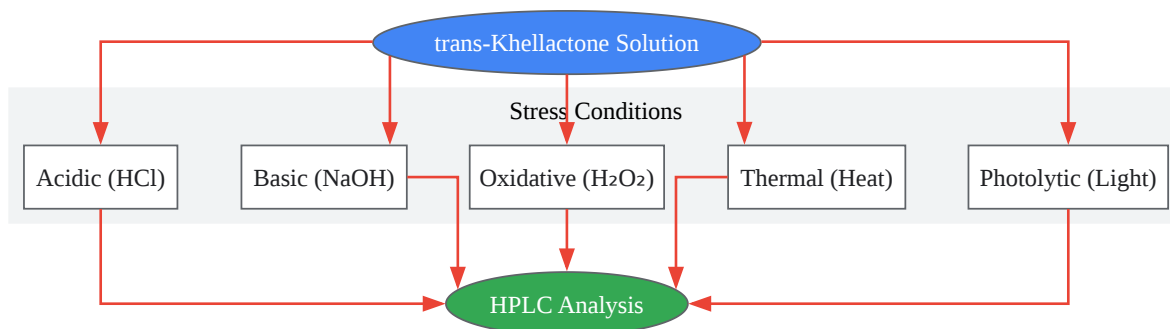 trans-Khellactone Solution
Stress Conditions
Acidic (HCl)
Basic (NaOH)
Oxidative (H₂O₂)
Thermal (Heat)
Photolytic (Light)
HPLC Analysis